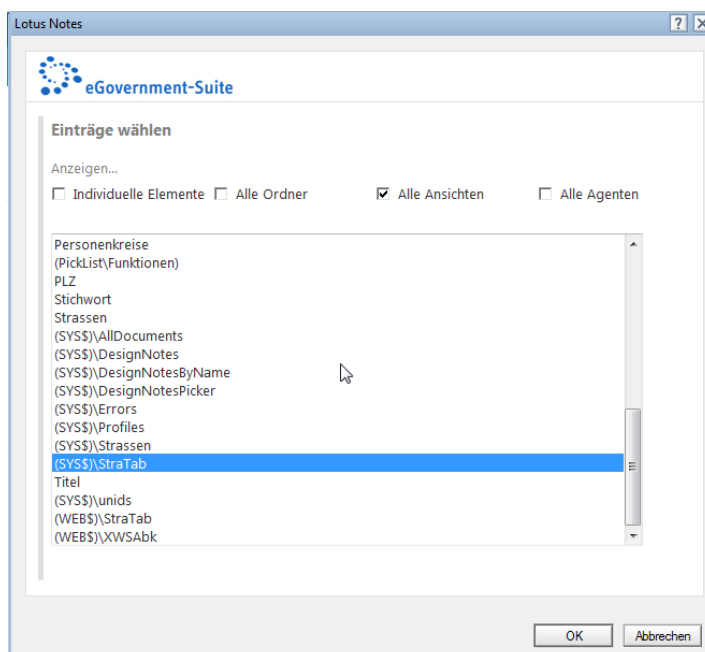 Lotus Notes
eGovernment-Suite
Einträge wählen
Anzeigen...
Individuelle Elemente Alle Ordner Alle Ansichten Alle Agenten
Personenkreise
(PickList\Funktionen)
PLZ
Stichwort
Strassen
(SYS$)\AllDocuments
(SYS$)\DesignNotes
(SYS$)\DesignNotesByName
(SYS$)\DesignNotesPicker
(SYS$)\Errors
(SYS$)\Profiles
(SYS$)\Strassen
(SYS$)\StraTab
Titel
(SYS$)\unids
(WEB$)\StraTab
(WEB$)\XWSAbk
OK Abbrechen